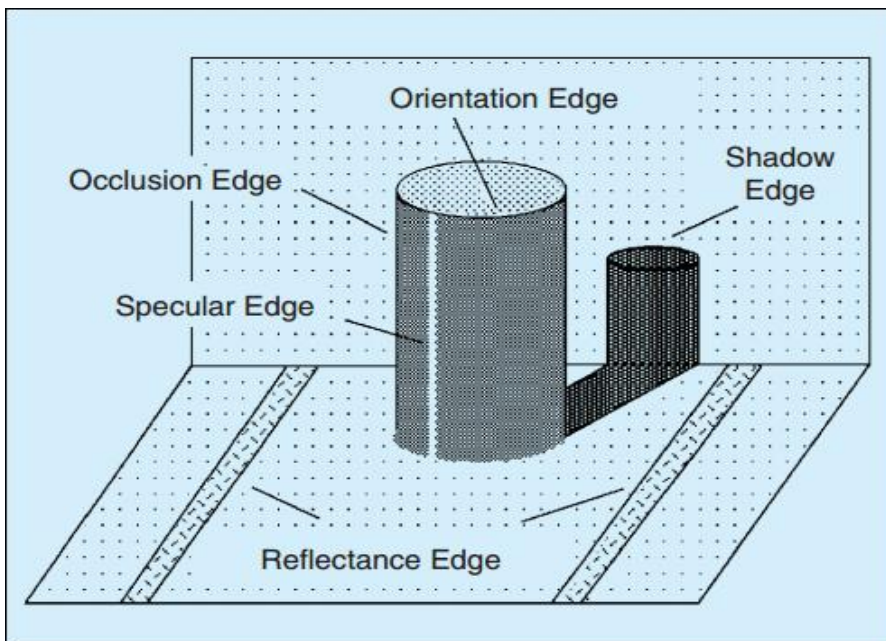 Orientation Edge
Shadow
Edge
Occlusion Edge
Specular Edge
Reflectance Edge